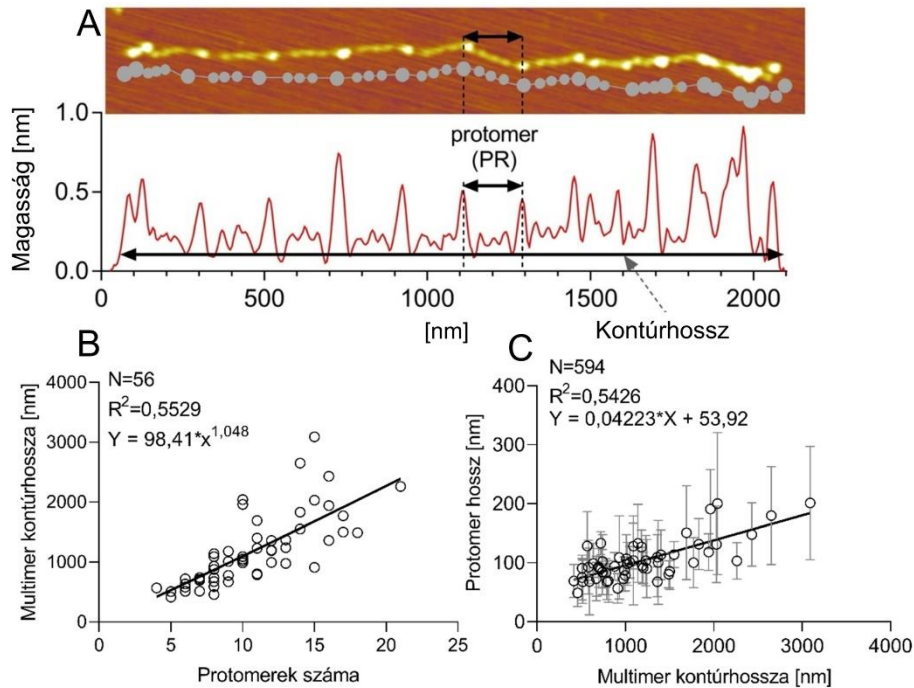 A
Magasság [nm]
1.0
0.5
0.0
protomer
(PR)
0
500
1000
1500
2000
[nm]
Kontúrhossz
B
N=56
R²=0,5529
Y = 98,41*x^1,048
Multimer kontúrhossza [nm]
4000
3000
2000
1000
0
0
5
10
15
20
25
Protomerek száma
C
N=594
R²=0,5426
Y = 0,04223*X + 53,92
Protomer hossz [nm]
400
300
200
100
0
0
1000
2000
3000
4000
Multimer kontúrhossza [nm]